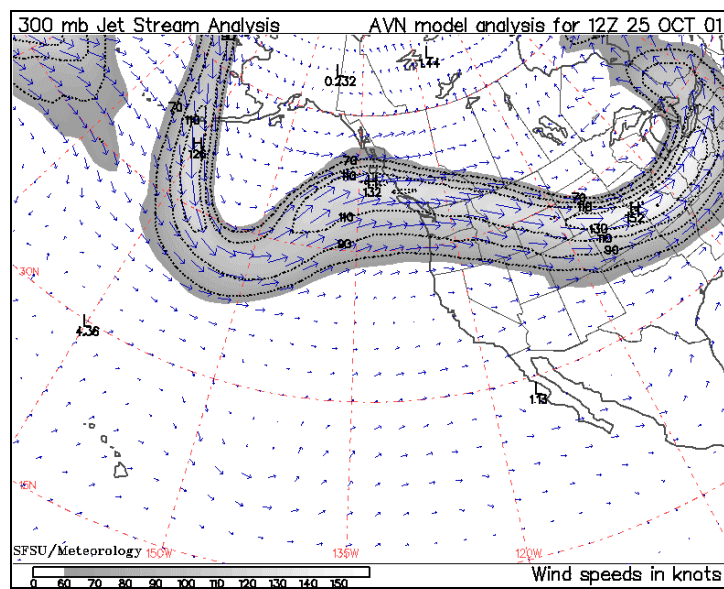 300 mb Jet Stream Analysis AVN model analysis for 12Z 25 OCT 01
L
1.74
L
0.232
70
110
H
126
70
110
H
132
110
90
70
110
H
152
130
110
90
30N
L
4.36
L
1.13
15N
SFSU/Meteorology 150W 135W 120W
0 60 70 80 90 100 110 120 130 140 150 Wind speeds in knots